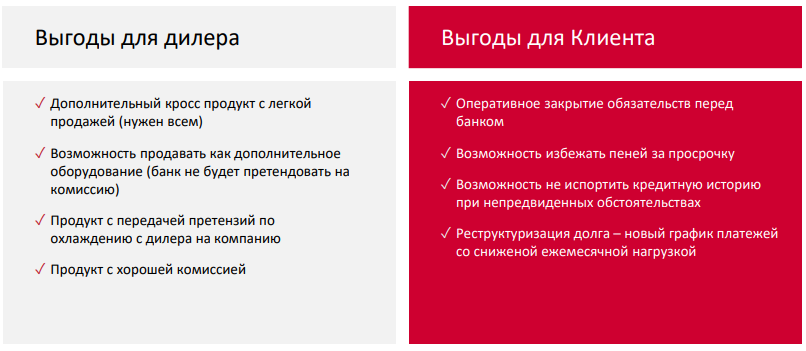 Выгоды для дилера
✓ Дополнительный кросс продукт с легкой
продажей (нужен всем)
✓ Возможность продавать как дополнительное
оборудование (банк не будет претендовать на
комиссию)
✓ Продукт с передачей претензий по
охлаждению с дилера на компанию
✓ Продукт с хорошей комиссией
Выгоды для Клиента
✓ Оперативное закрытие обязательств перед
банком
✓ Возможность избежать пеней за просрочку
✓ Возможность не испортить кредитную историю
при непредвиденных обстоятельствах
✓ Реструктуризация долга – новый график платежей
со сниженой ежемесячной нагрузкой